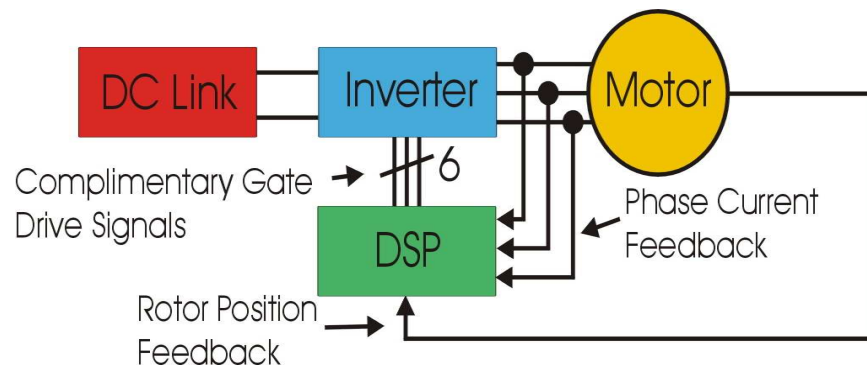 DC Link
Inverter
Motor
6
Complimentary Gate
Drive Signals
DSP
Phase Current
Feedback
Rotor Position
Feedback